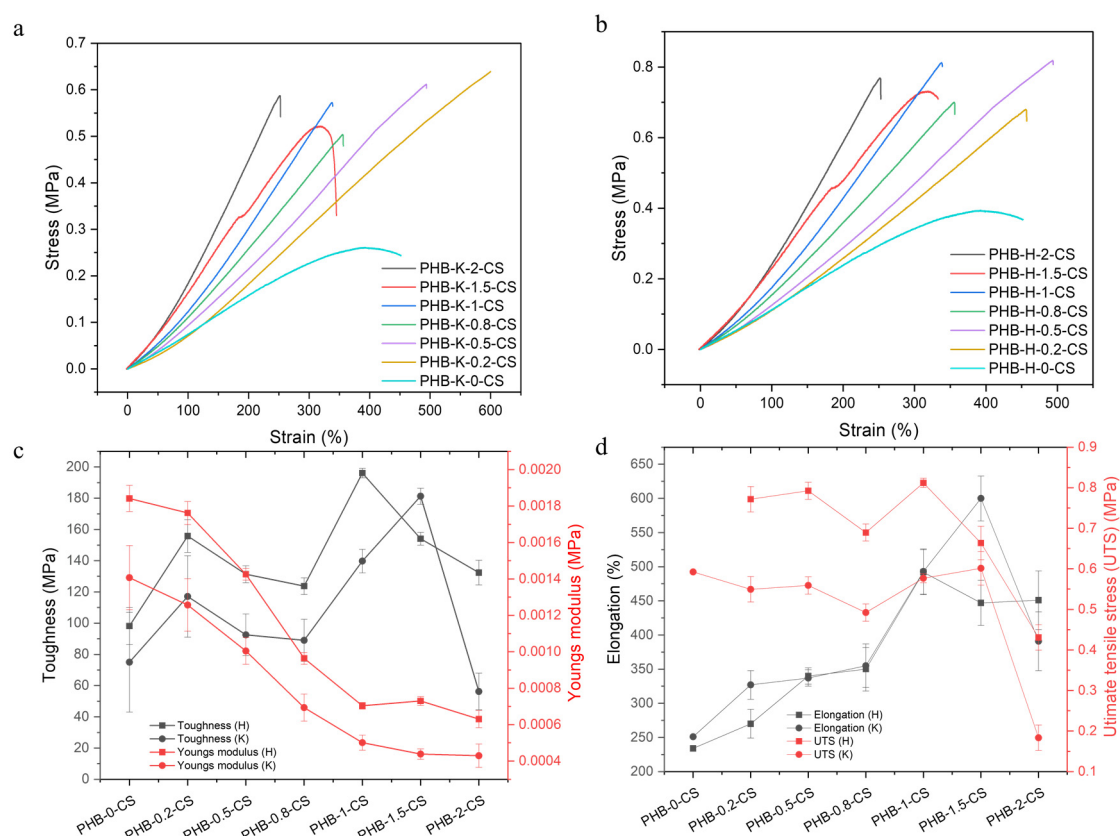 a
0.7
0.6
0.5
0.4
0.3
0.2
0.1
0.0
Stress (MPa)
PHB-K-2-CS
PHB-K-1.5-CS
PHB-K-1-CS
PHB-K-0.8-CS
PHB-K-0.5-CS
PHB-K-0.2-CS
PHB-K-0-CS
0 100 200 300 400 500 600
Strain (%)
b
0.8
0.6
0.4
0.2
0.0
Stress (MPa)
PHB-H-2-CS
PHB-H-1.5-CS
PHB-H-1-CS
PHB-H-0.8-CS
PHB-H-0.5-CS
PHB-H-0.2-CS
PHB-H-0-CS
0 100 200 300 400 500
Strain (%)
c
200
180
160
140
120
100
80
60
40
20
0
Toughness (MPa)
Toughness (H)
Toughness (K)
Youngs modulus (H)
Youngs modulus (K)
0.0020
0.0018
0.0016
0.0014
0.0012
0.0010
0.0008
0.0006
0.0004
Youngs modulus (MPa)
PHB-0-CS
PHB-0.2-CS
PHB-0.5-CS
PHB-0.8-CS
PHB-1-CS
PHB-1.5-CS
PHB-2-CS
d
650
600
550
500
450
400
350
300
250
200
Elongation (%)
Elongation (H)
Elongation (K)
UTS (H)
UTS (K)
0.9
0.8
0.7
0.6
0.5
0.4
0.3
0.2
0.1
Utimate tensile stress (UTS) (MPa)
PHB-0-CS
PHB-0.2-CS
PHB-0.5-CS
PHB-0.8-CS
PHB-1-CS
PHB-1.5-CS
PHB-2-CS